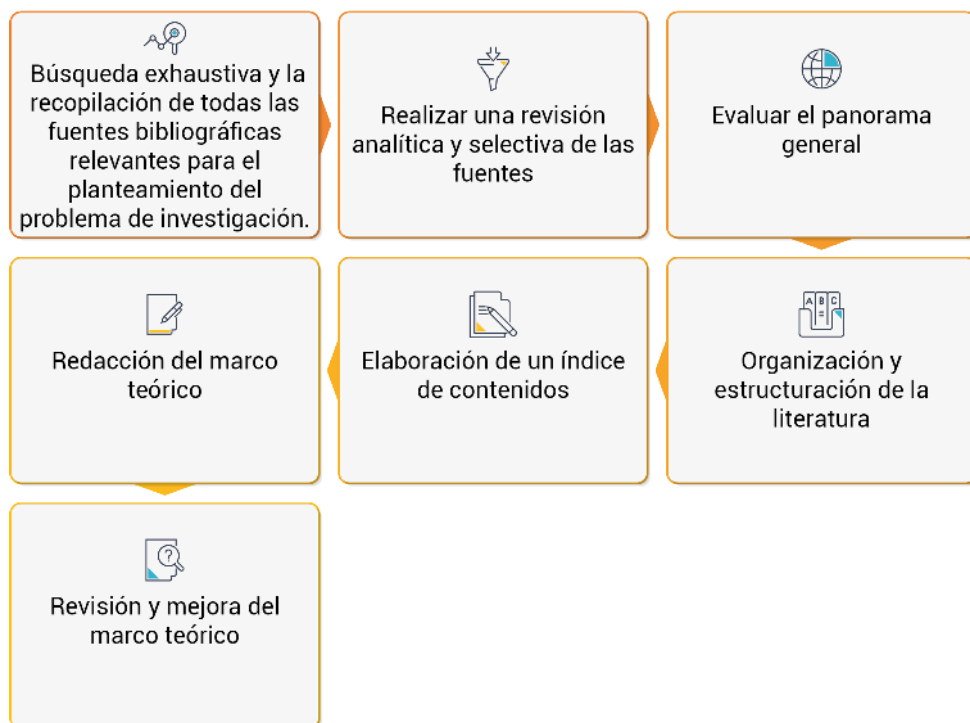 Búsqueda exhaustiva y la
recopilación de todas las
fuentes bibliográficas
relevantes para el
planteamiento del
problema de investigación.
Realizar una revisión
analítica y selectiva de las
fuentes
Evaluar el panorama
general
A B C
Organización y
estructuración de la
literatura
Elaboración de un índice
de contenidos
Redacción del marco
teórico
?
Revisión y mejora del
marco teórico